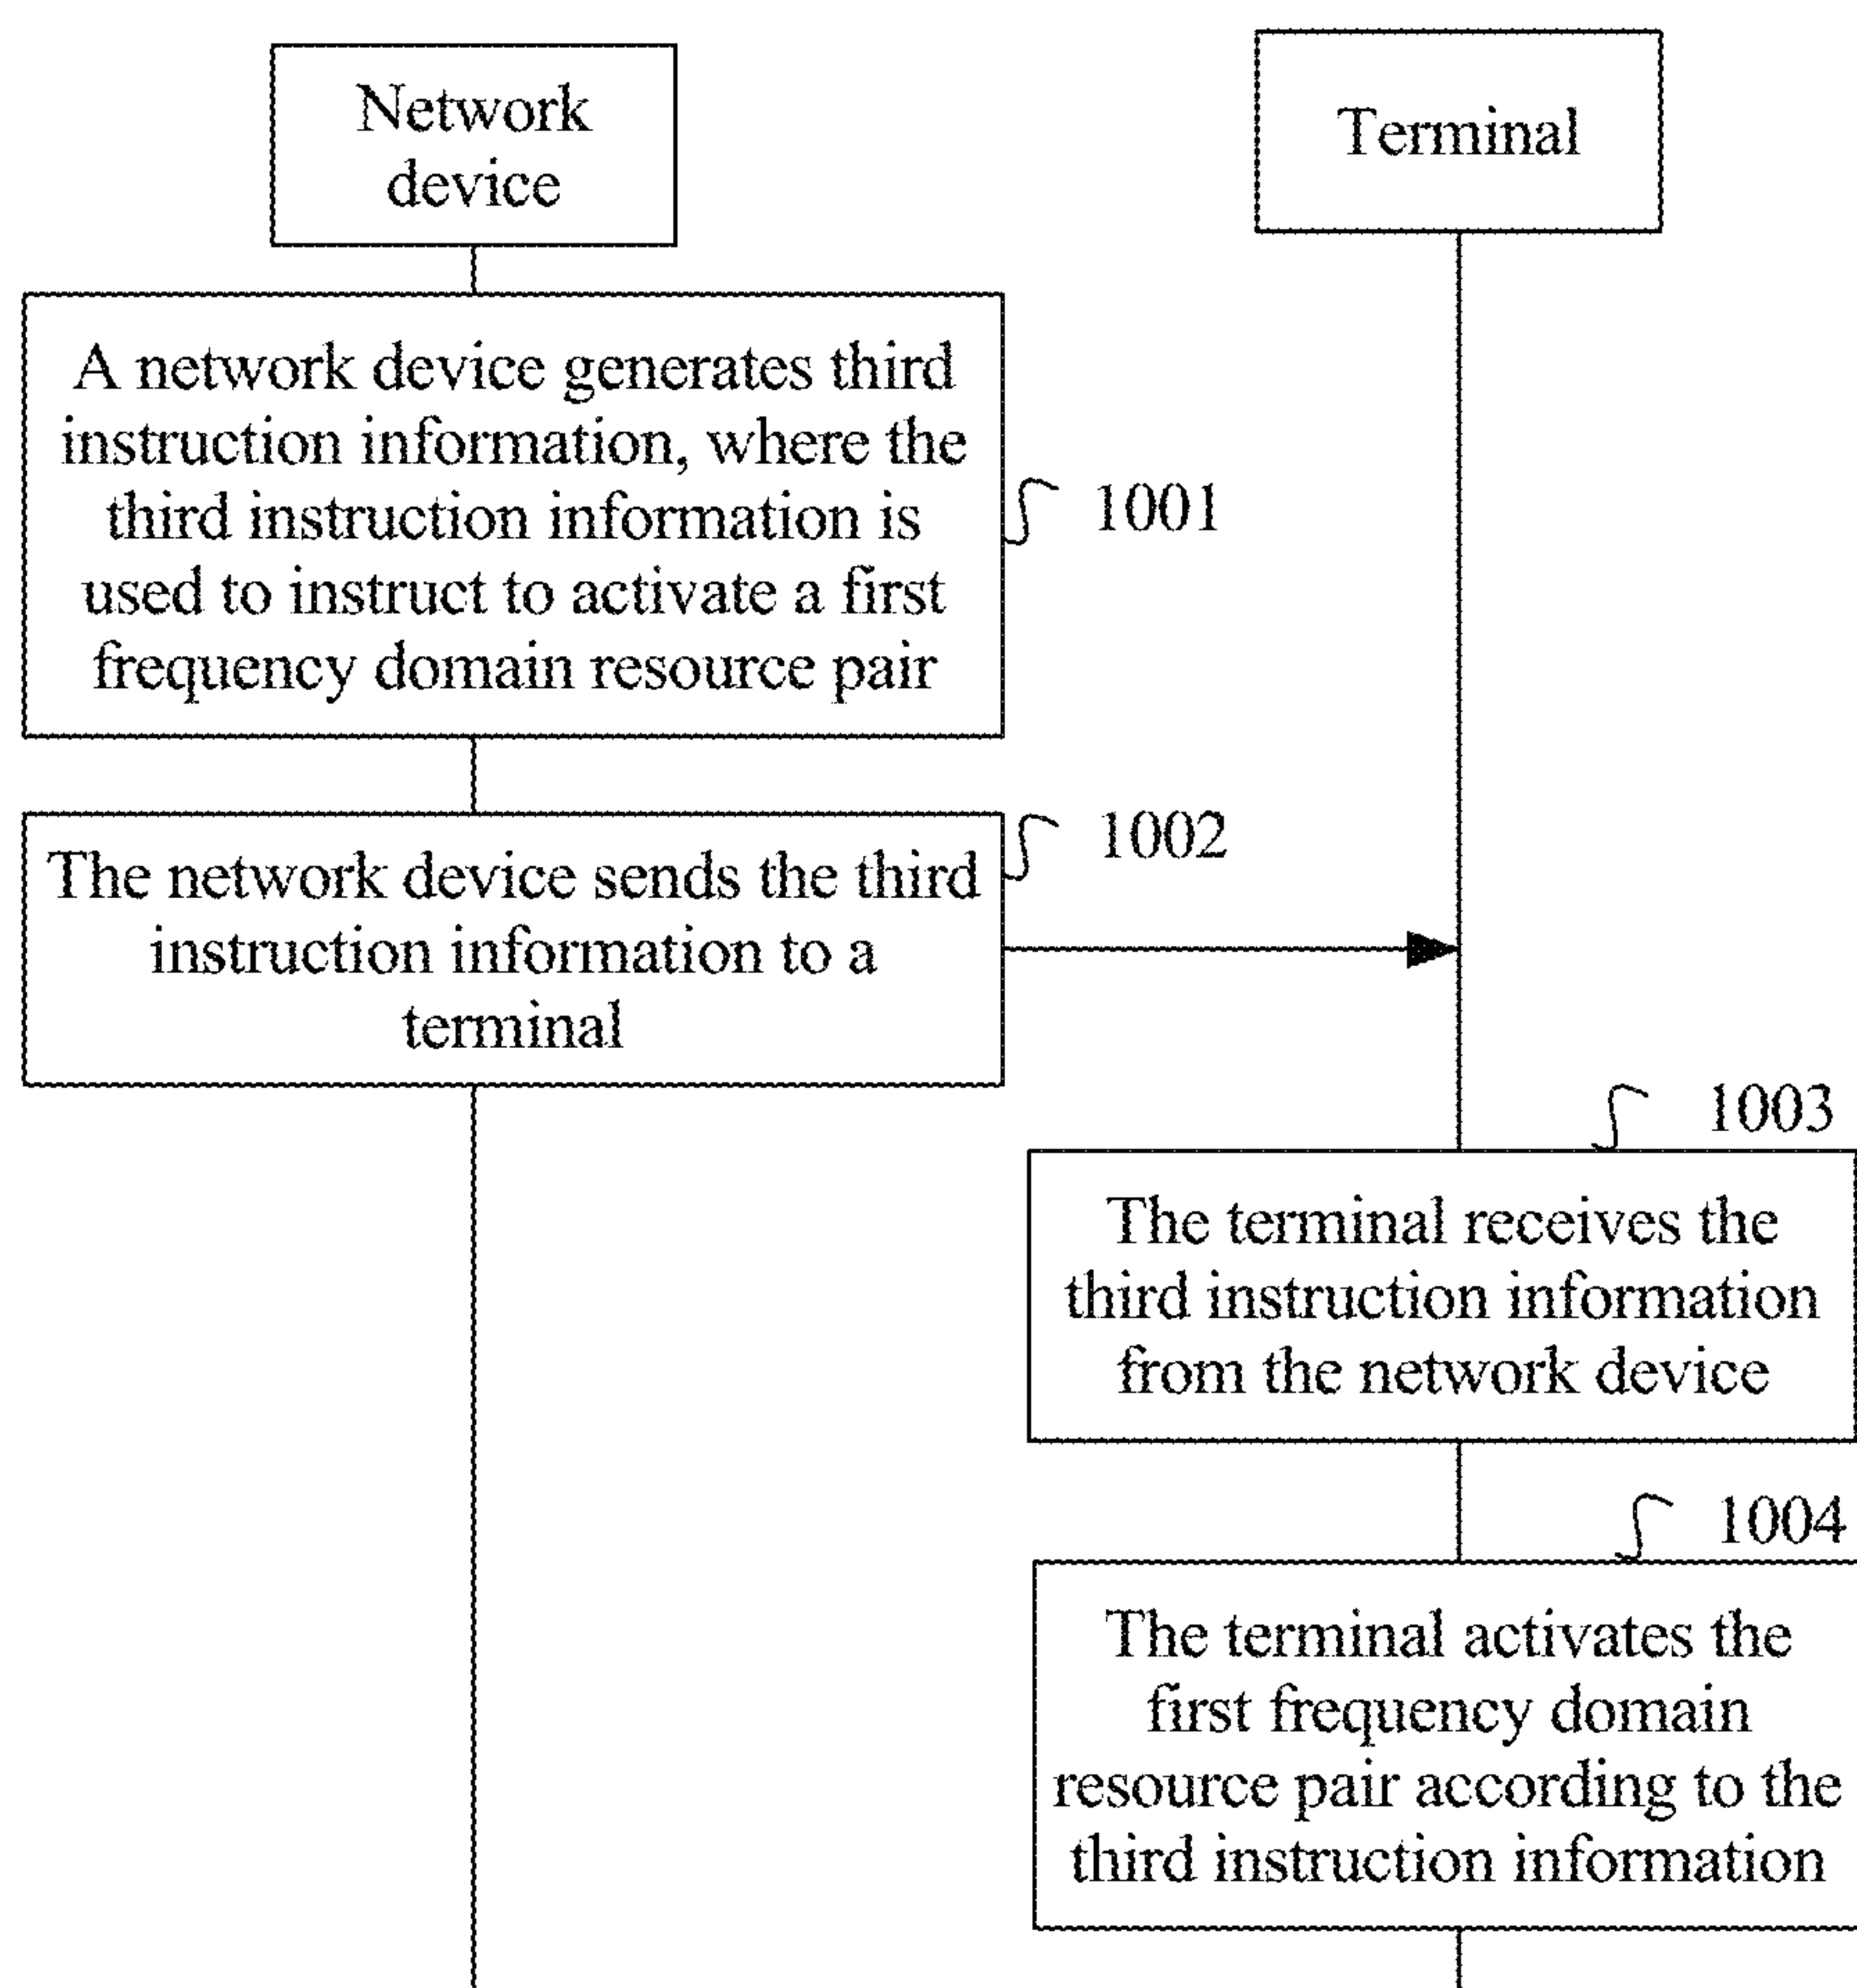 Network
device
Terminal
A network device generates third
instruction information, where the
third instruction information is
used to instruct to activate a first
frequency domain resource pair
1001
The network device sends the third
instruction information to a
terminal
1002
1003
The terminal receives the
third instruction information
from the network device
1004
The terminal activates the
first frequency domain
resource pair according to the
third instruction information